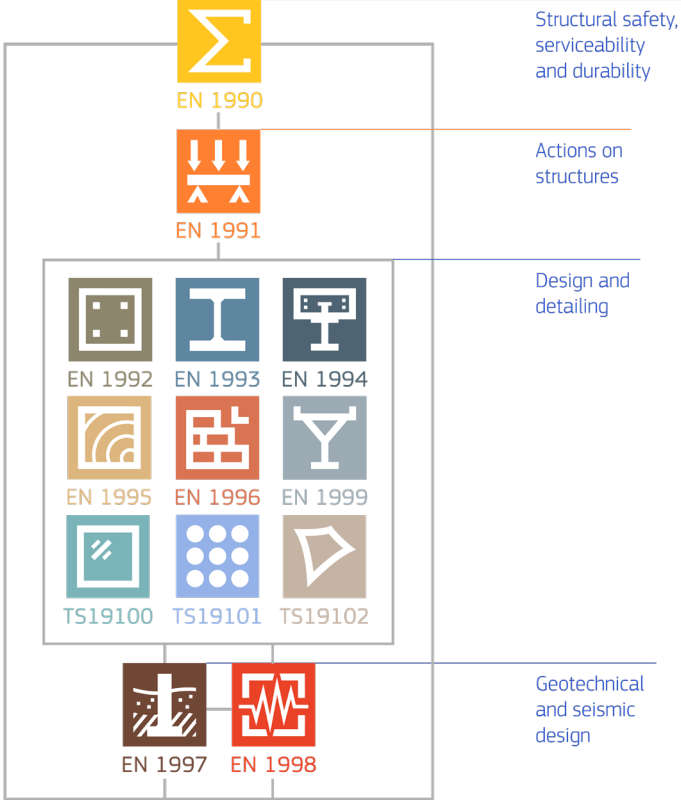 Structural safety,
serviceability
and durability
EN 1990
Actions on
structures
EN 1991
Design and
detailing
EN 1992
EN 1993
EN 1994
EN 1995
EN 1996
EN 1999
TS19100
TS19101
TS19102
Geotechnical
and seismic
design
EN 1997
EN 1998